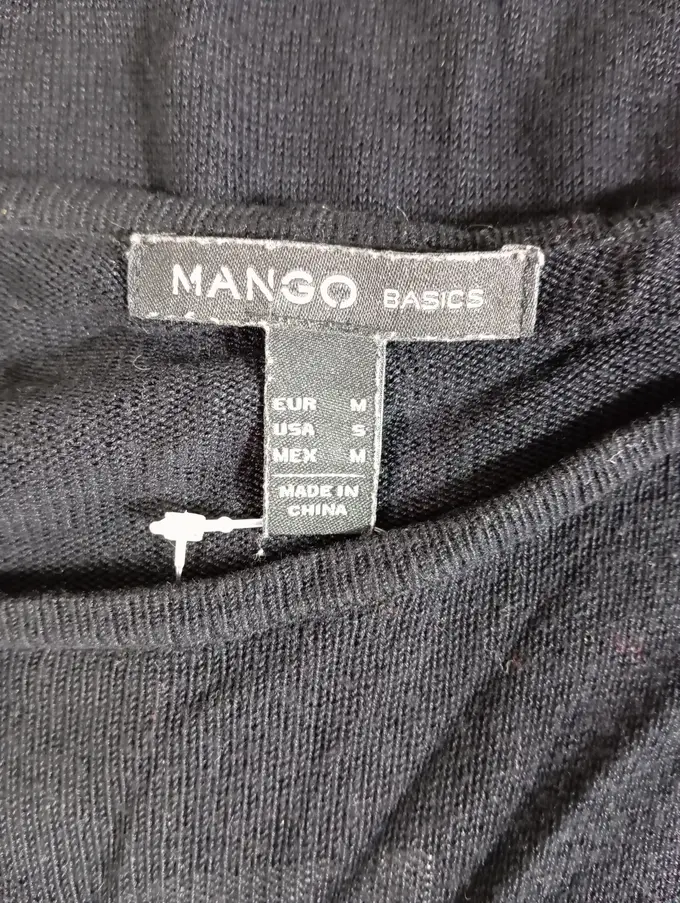 MANGO BASICS
EUR M
USA S
MEX M
MADE IN
CHINA